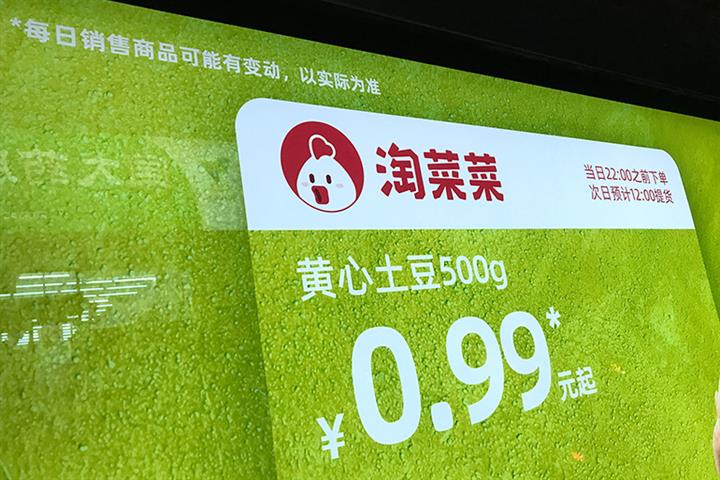 *每日销售商品可能有变动，以实际为准
淘菜菜
当日22:00之前下单
次日预计12:00提货
黄心土豆500g
¥0.99*元起